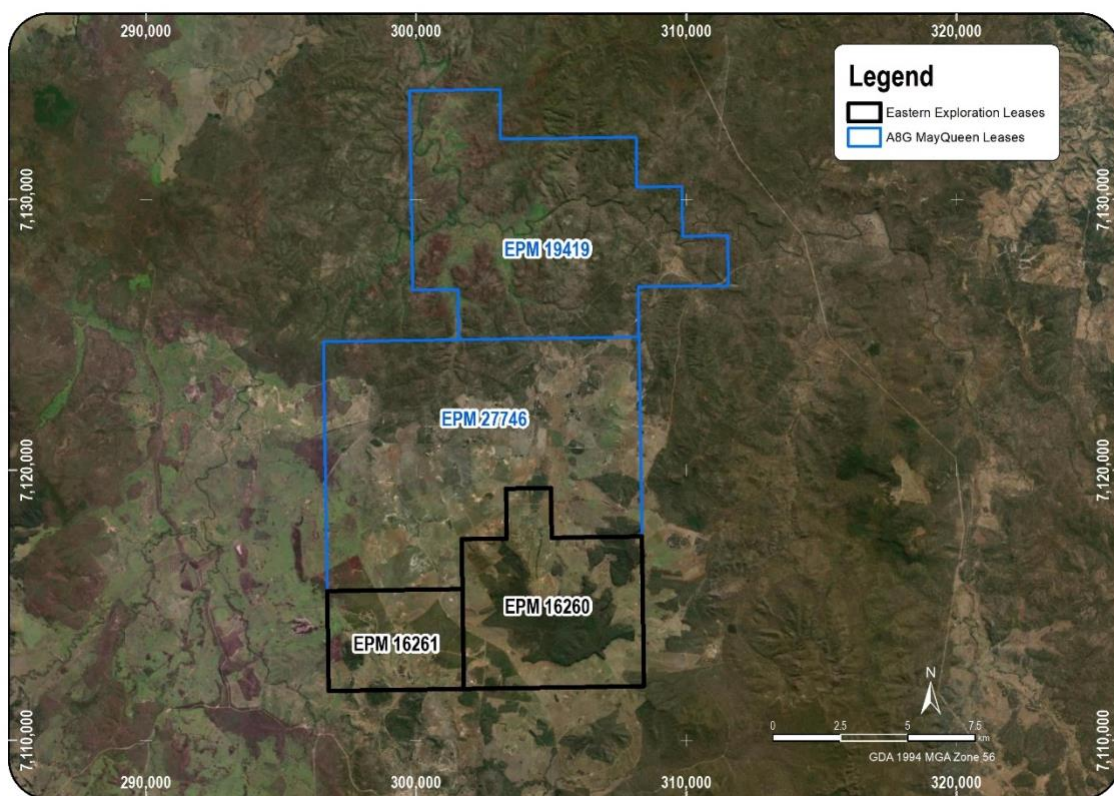 290,000 300,000 310,000 320,000
Legend
Eastern Exploration Leases
A8G MayQueen Leases
7,130,000 7,130,000
EPM 19419
EPM 27746
7,120,000 7,120,000
EPM 16260
EPM 16261
N
0 2.5 5 7.5
km
GDA 1994 MGA Zone 56
7,110,000 7,110,000
290,000 300,000 310,000 320,000